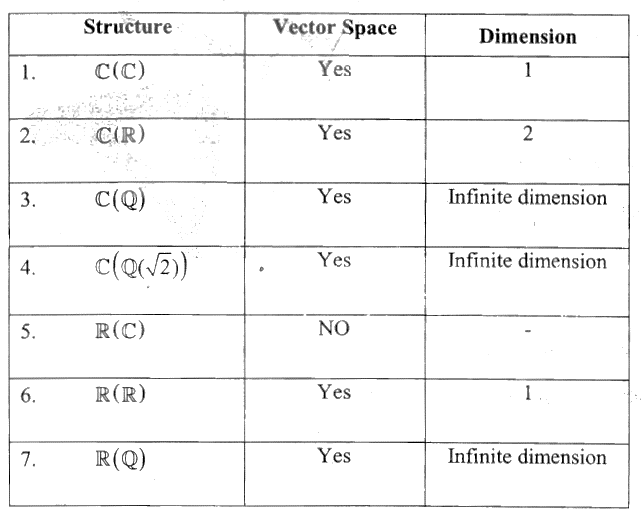 Structure Vector Space Dimension
1. ℂ(ℂ) Yes 1
2. ℂ(ℝ) Yes 2
3. ℂ(ℚ) Yes Infinite dimension
4. ℂ(ℚ(√2)) Yes Infinite dimension
5. ℝ(ℂ) NO -
6. ℝ(ℝ) Yes 1
7. ℝ(ℚ) Yes Infinite dimension